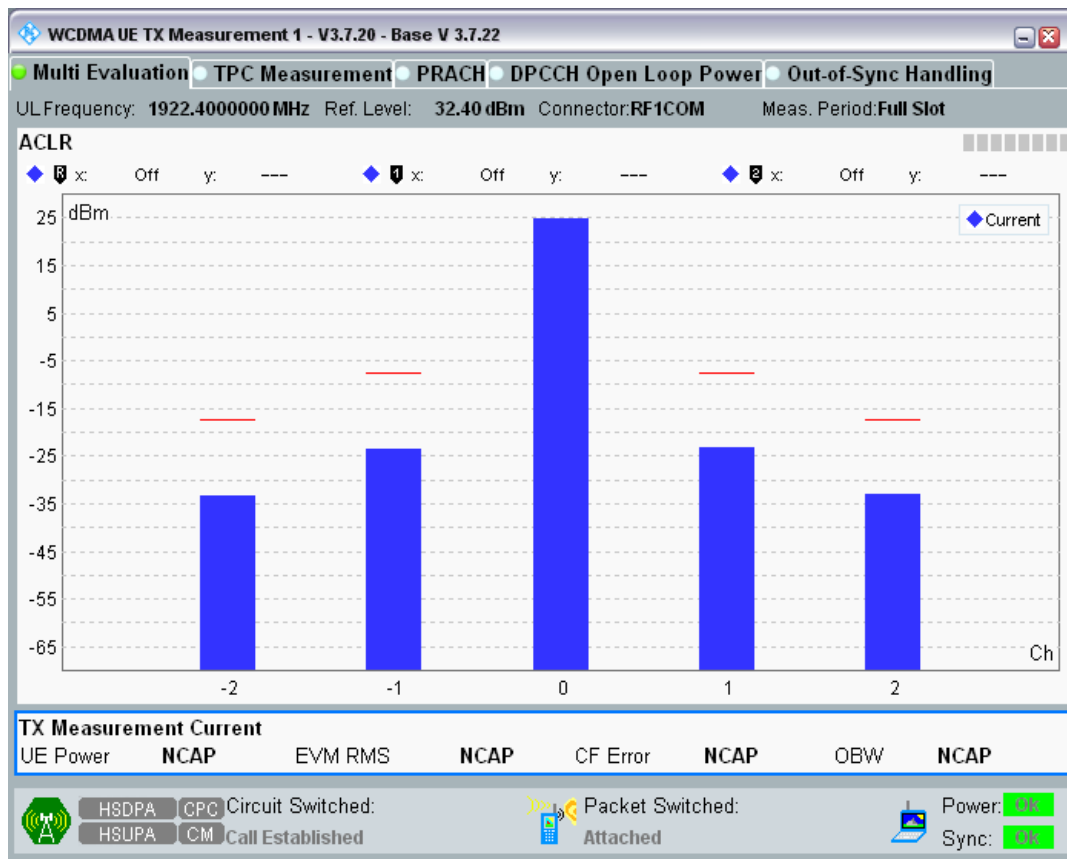 WCDMA UE TX Measurement 1 - V3.7.20 - Base V 3.7.22
Multi Evaluation TPC Measurement PRACH DPCCH Open Loop Power Out-of-Sync Handling
UL Frequency: 1922.4000000 MHz Ref. Level: 32.40 dBm Connector: RF1COM Meas. Period: Full Slot
ACLR
R x: Off y: --- 1 x: Off y: --- 2 x: Off y: ---
dBm
Current
25
15
5
-5
-15
-25
-35
-45
-55
-65
Ch
-2 -1 0 1 2
TX Measurement Current
UE Power NCAP EVM RMS NCAP CF Error NCAP OBW NCAP
HSDPA CPC Circuit Switched: Packet Switched: Power: Ok
HSUPA CM Call Established Attached Sync: Ok